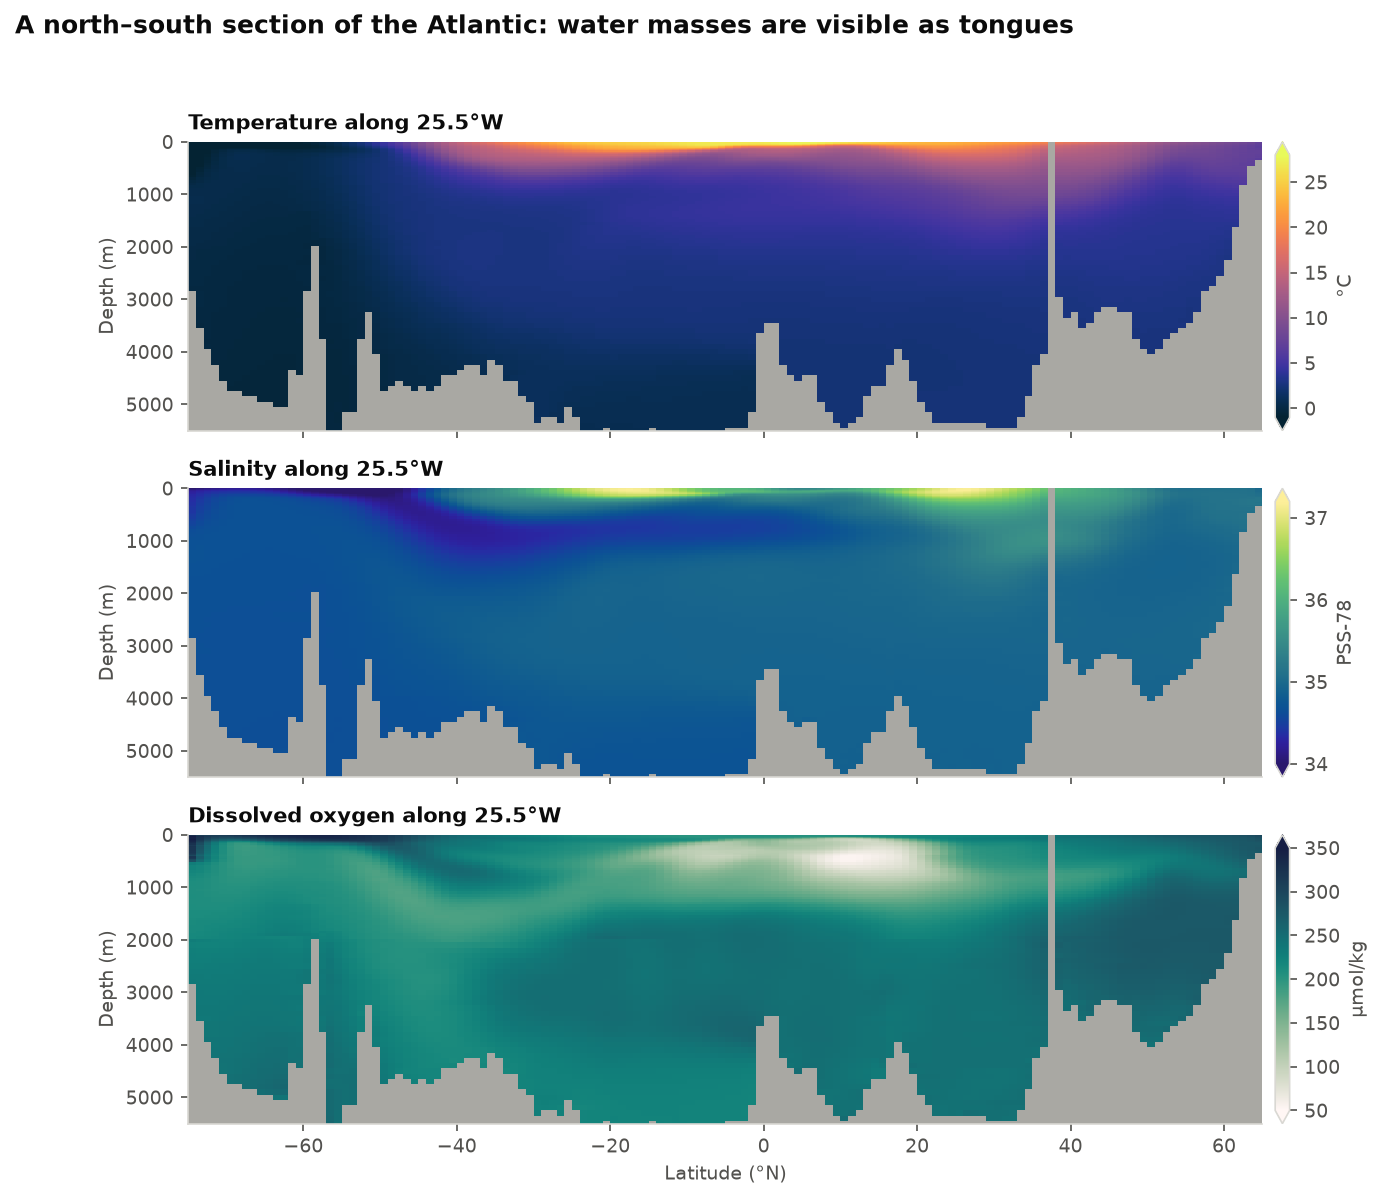 A north–south section of the Atlantic: water masses are visible as tongues
Temperature along 25.5°W
0
1000
2000
3000
4000
5000
Depth (m)
25
20
15
10
5
0
°C
Salinity along 25.5°W
0
1000
2000
3000
4000
5000
Depth (m)
37
36
35
34
PSS-78
Dissolved oxygen along 25.5°W
0
1000
2000
3000
4000
5000
Depth (m)
350
300
250
200
150
100
50
µmol/kg
−60 −40 −20 0 20 40 60
Latitude (°N)